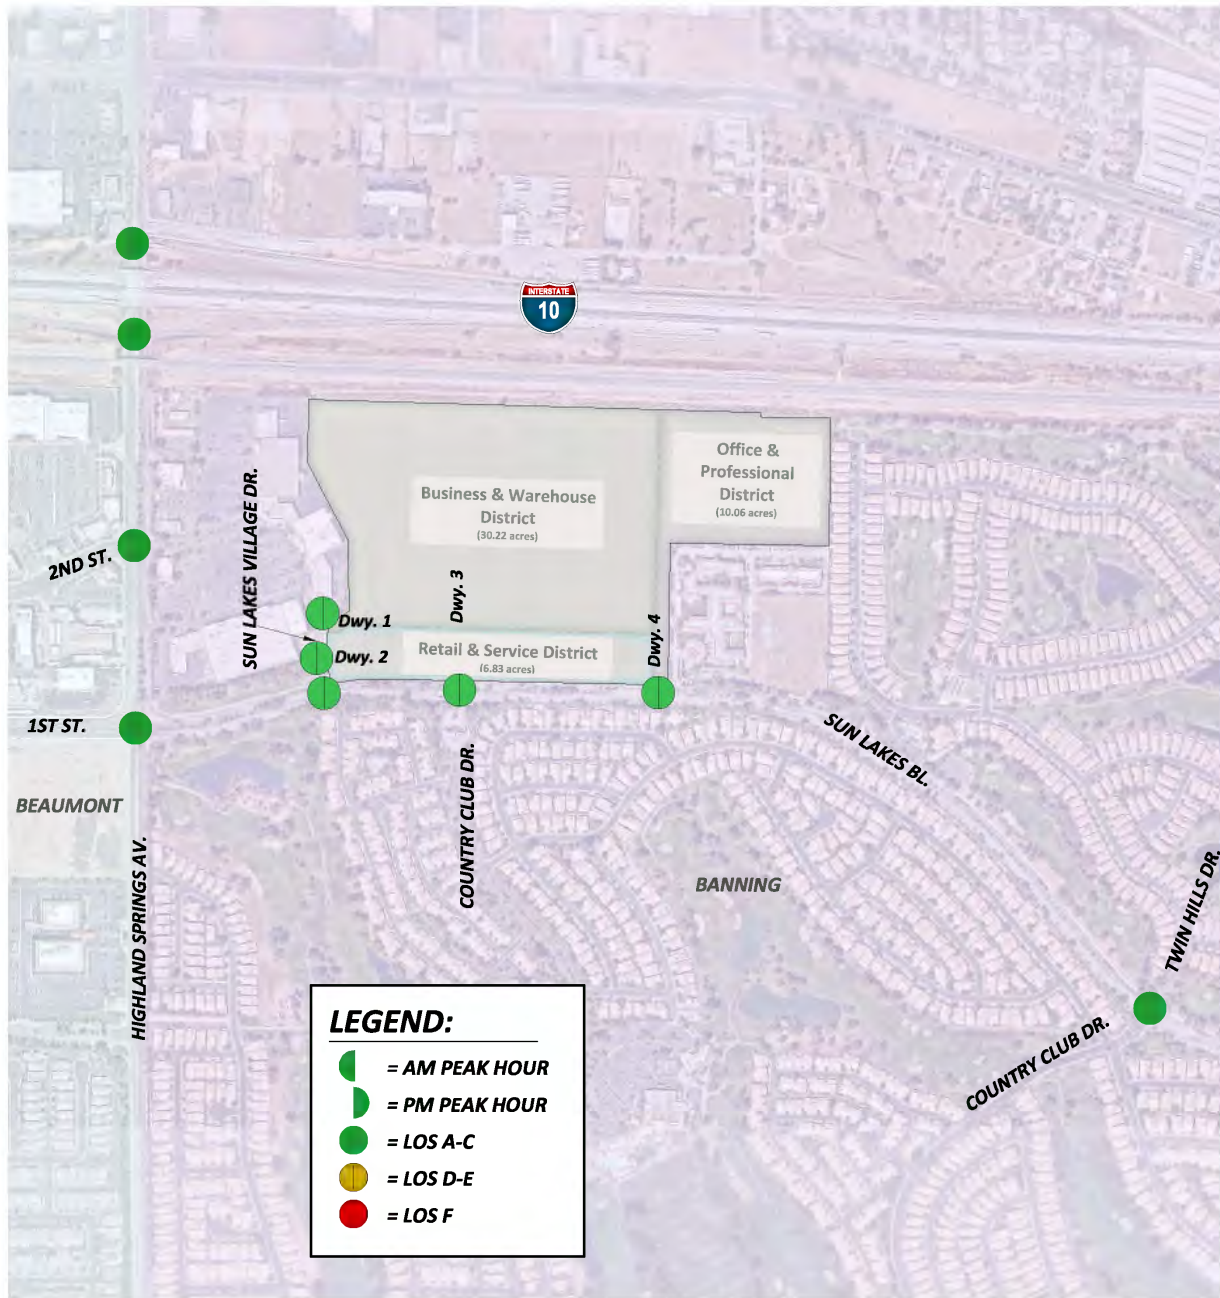 INTERSTATE
10
Office &
Professional
District
(10.06 acres)
Business & Warehouse
District
(30.22 acres)
SUN LAKES VILLAGE DR.
2ND ST.
Dwy. 1
Dwy. 3
Dwy. 4
Dwy. 2
Retail & Service District
(6.83 acres)
1ST ST.
SUN LAKES BL.
COUNTRY CLUB DR.
BEAUMONT
HIGHLAND SPRINGS AV.
BANNING
TWIN HILLS DR.
COUNTRY CLUB DR.
LEGEND:
= AM PEAK HOUR
= PM PEAK HOUR
= LOS A-C
= LOS D-E
= LOS F